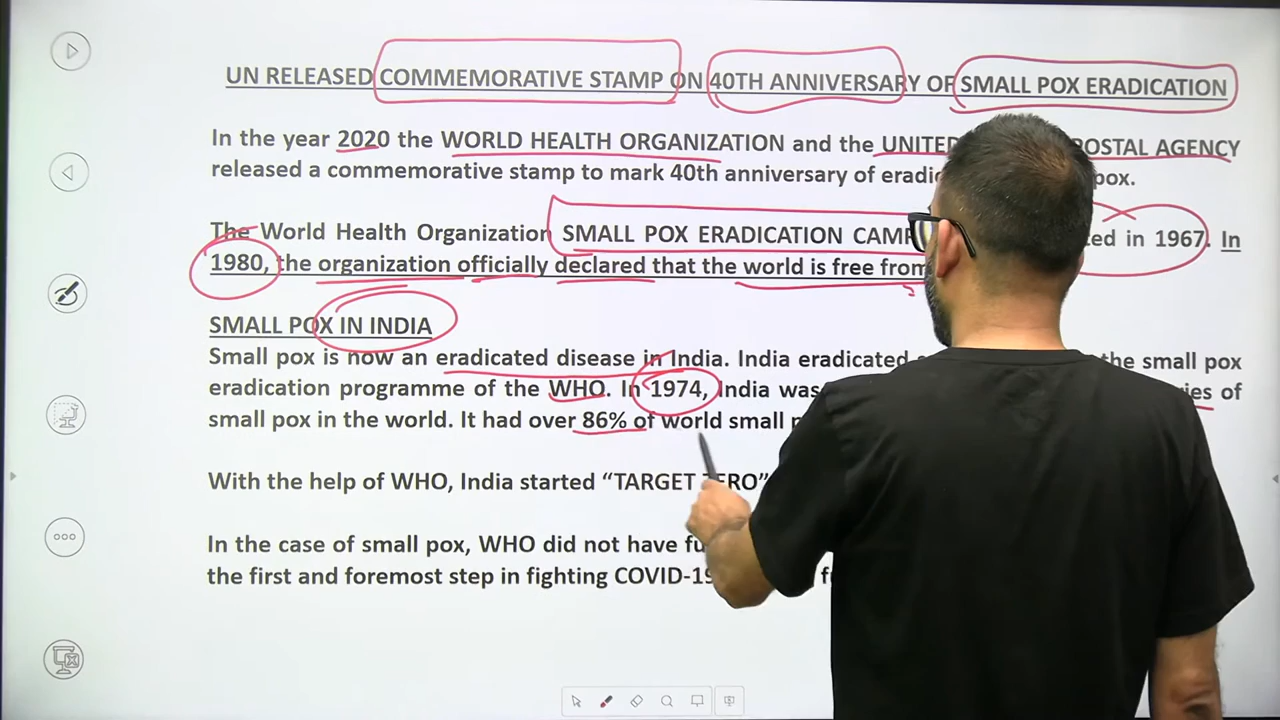 UN RELEASED COMMEMORATIVE STAMP ON 40TH ANNIVERSARY OF SMALL POX ERADICATION
In the year 2020 the WORLD HEALTH ORGANIZATION and the UNITED POSTAL AGENCY
released a commemorative stamp to mark 40th anniversary of pox.
The World Health Organization SMALL POX ERADICATION in 1967. In
1980, the organization officially declared that the world is free from
SMALL POX IN INDIA
Small pox is now an eradicated disease in India. India eradicated the small pox
eradication programme of the WHO. In 1974, India was of
small pox in the world. It had over 86% of world small
With the help of WHO, India started “TARGET ZERO”
In the case of small pox, WHO did not have
the first and foremost step in fighting COVID-19